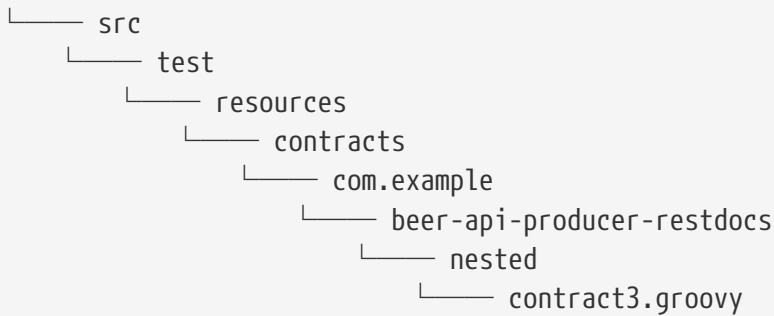 └── src
└── test
└── resources
└── contracts
└── com.example
└── beer-api-producer-restdocs
└── nested
└── contract3.groovy